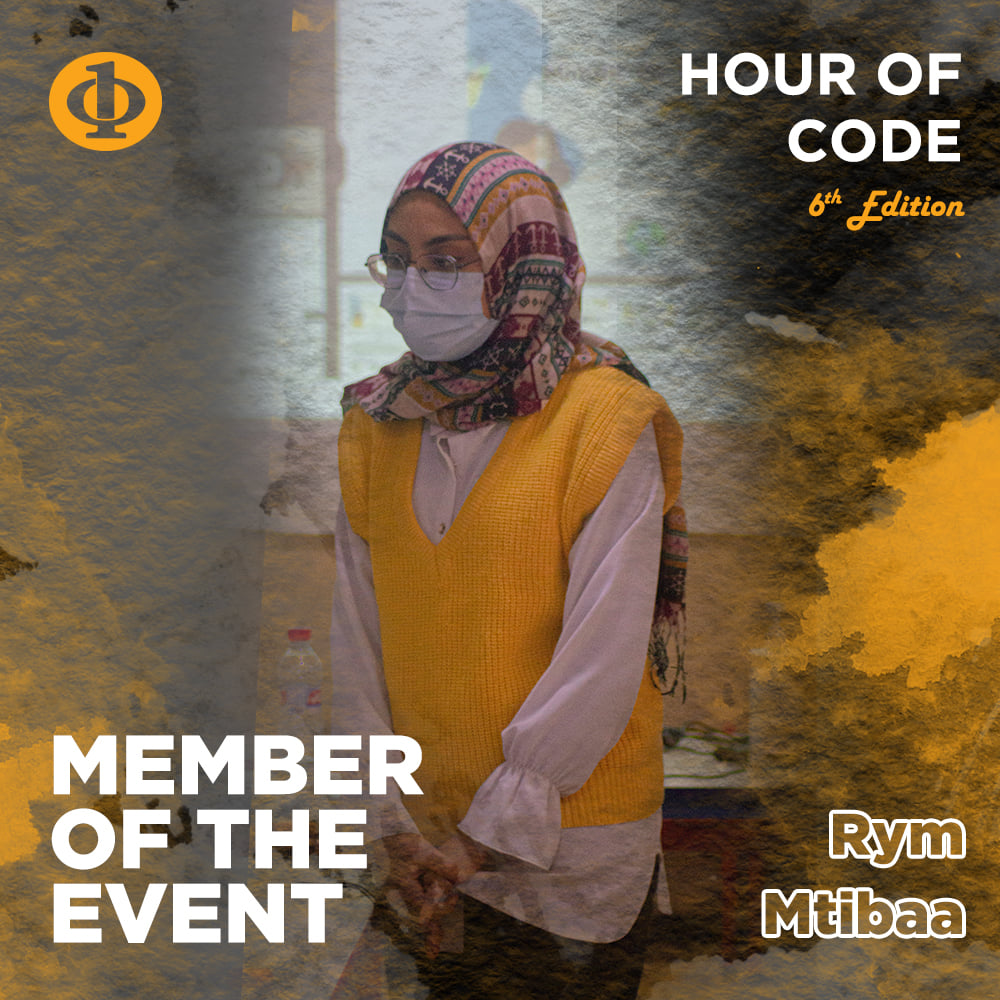 HOUR OF
CODE
6th Edition
MEMBER
OF THE
EVENT
Rym
Mtibaa